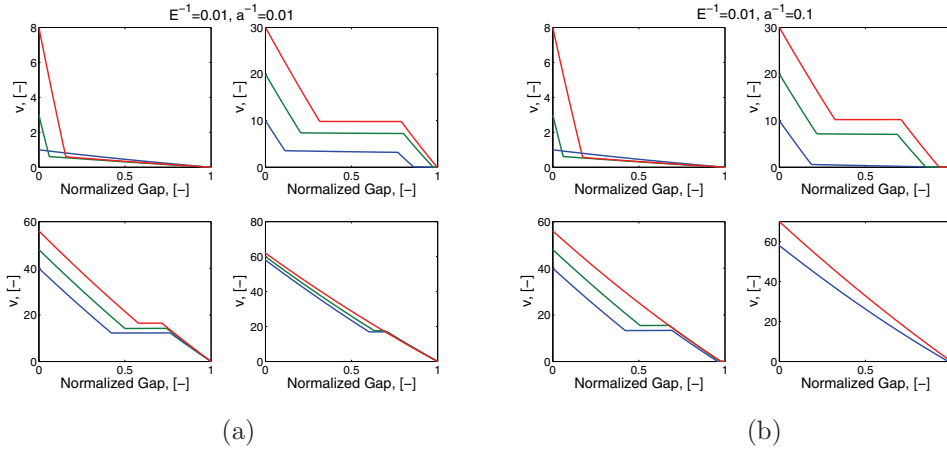 E⁻¹=0.01, a⁻¹=0.01
8
6
4
2
0
0
0.5
1
v, [−]
Normalized Gap, [−]
30
20
10
0
0
0.5
1
v, [−]
Normalized Gap, [−]
60
40
20
0
0
0.5
1
v, [−]
Normalized Gap, [−]
80
60
40
20
0
0
0.5
1
v, [−]
Normalized Gap, [−]
(a)
E⁻¹=0.01, a⁻¹=0.1
8
6
4
2
0
0
0.5
1
v, [−]
Normalized Gap, [−]
30
20
10
0
0
0.5
1
v, [−]
Normalized Gap, [−]
60
40
20
0
0
0.5
1
v, [−]
Normalized Gap, [−]
60
40
20
0
0
0.5
1
v, [−]
Normalized Gap, [−]
(b)